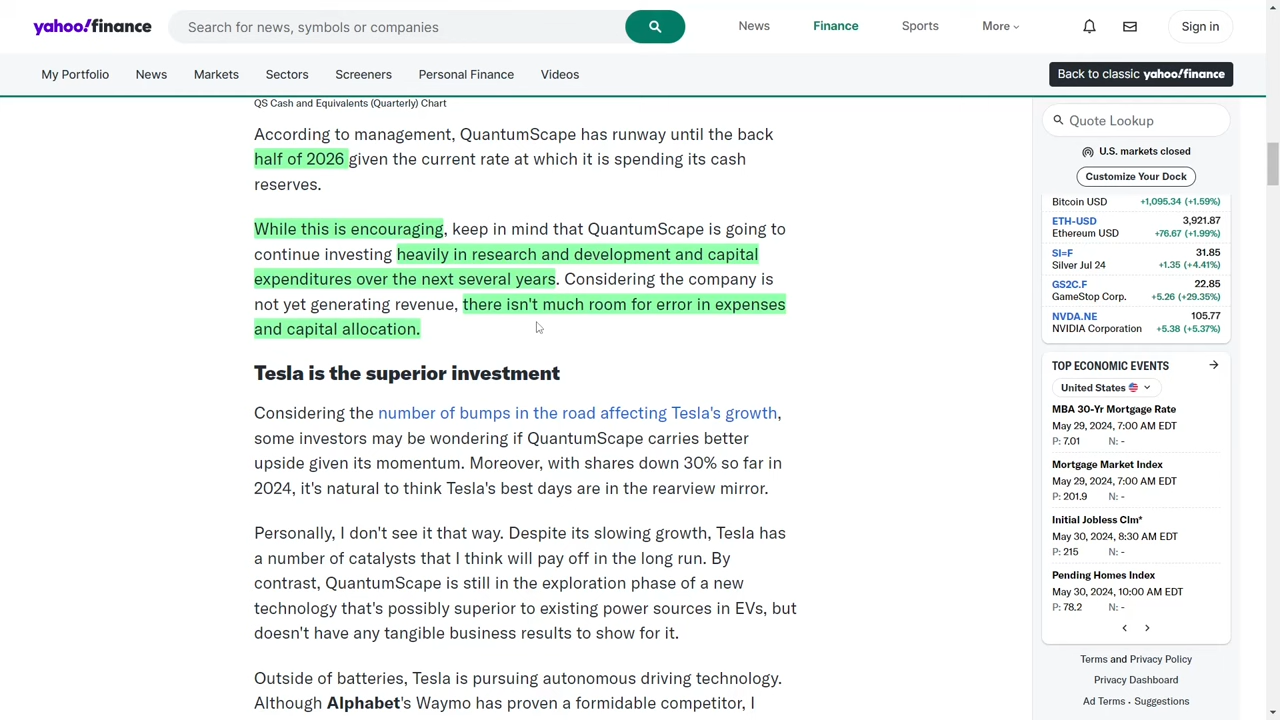 yahoo!finance
Search for news, symbols or companies
News
Finance
Sports
More
Sign in
My Portfolio
News
Markets
Sectors
Screeners
Personal Finance
Videos
Back to classic yahoo!finance
QS Cash and Equivalents (Quarterly) Chart
According to management, QuantumScape has runway until the back
half of 2026 given the current rate at which it is spending its cash
reserves.
While this is encouraging, keep in mind that QuantumScape is going to
continue investing heavily in research and development and capital
expenditures over the next several years. Considering the company is
not yet generating revenue, there isn't much room for error in expenses
and capital allocation.
Tesla is the superior investment
Considering the number of bumps in the road affecting Tesla's growth,
some investors may be wondering if QuantumScape carries better
upside given its momentum. Moreover, with shares down 30% so far in
2024, it's natural to think Tesla's best days are in the rearview mirror.
Personally, I don't see it that way. Despite its slowing growth, Tesla has
a number of catalysts that I think will pay off in the long run. By
contrast, QuantumScape is still in the exploration phase of a new
technology that's possibly superior to existing power sources in EVs, but
doesn't have any tangible business results to show for it.
Outside of batteries, Tesla is pursuing autonomous driving technology.
Although Alphabet's Waymo has proven a formidable competitor, I
Quote Lookup
U.S. markets closed
Customize Your Dock
Bitcoin USD +1,095.34 (+1.59%)
ETH-USD 3,921.87
Ethereum USD +76.67 (+1.99%)
SI=F 31.85
Silver Jul 24 +1.35 (+4.41%)
GS2C.F 22.85
GameStop Corp. +5.26 (+29.35%)
NVDA.NE 105.77
NVIDIA Corporation +5.38 (+5.37%)
TOP ECONOMIC EVENTS
United States
MBA 30-Yr Mortgage Rate
May 29, 2024, 7:00 AM EDT
P: 7.01 N: -
Mortgage Market Index
May 29, 2024, 7:00 AM EDT
P: 201.9 N: -
Initial Jobless Clm*
May 30, 2024, 8:30 AM EDT
P: 215 N: -
Pending Homes Index
May 30, 2024, 10:00 AM EDT
P: 78.2 N: -
Terms and Privacy Policy
Privacy Dashboard
Ad Terms • Suggestions